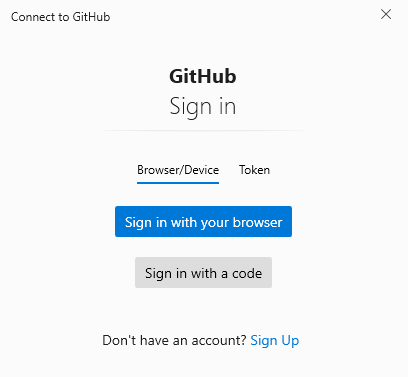 Connect to GitHub
GitHub
Sign in
Browser/Device Token
Sign in with your browser
Sign in with a code
Don't have an account? Sign Up